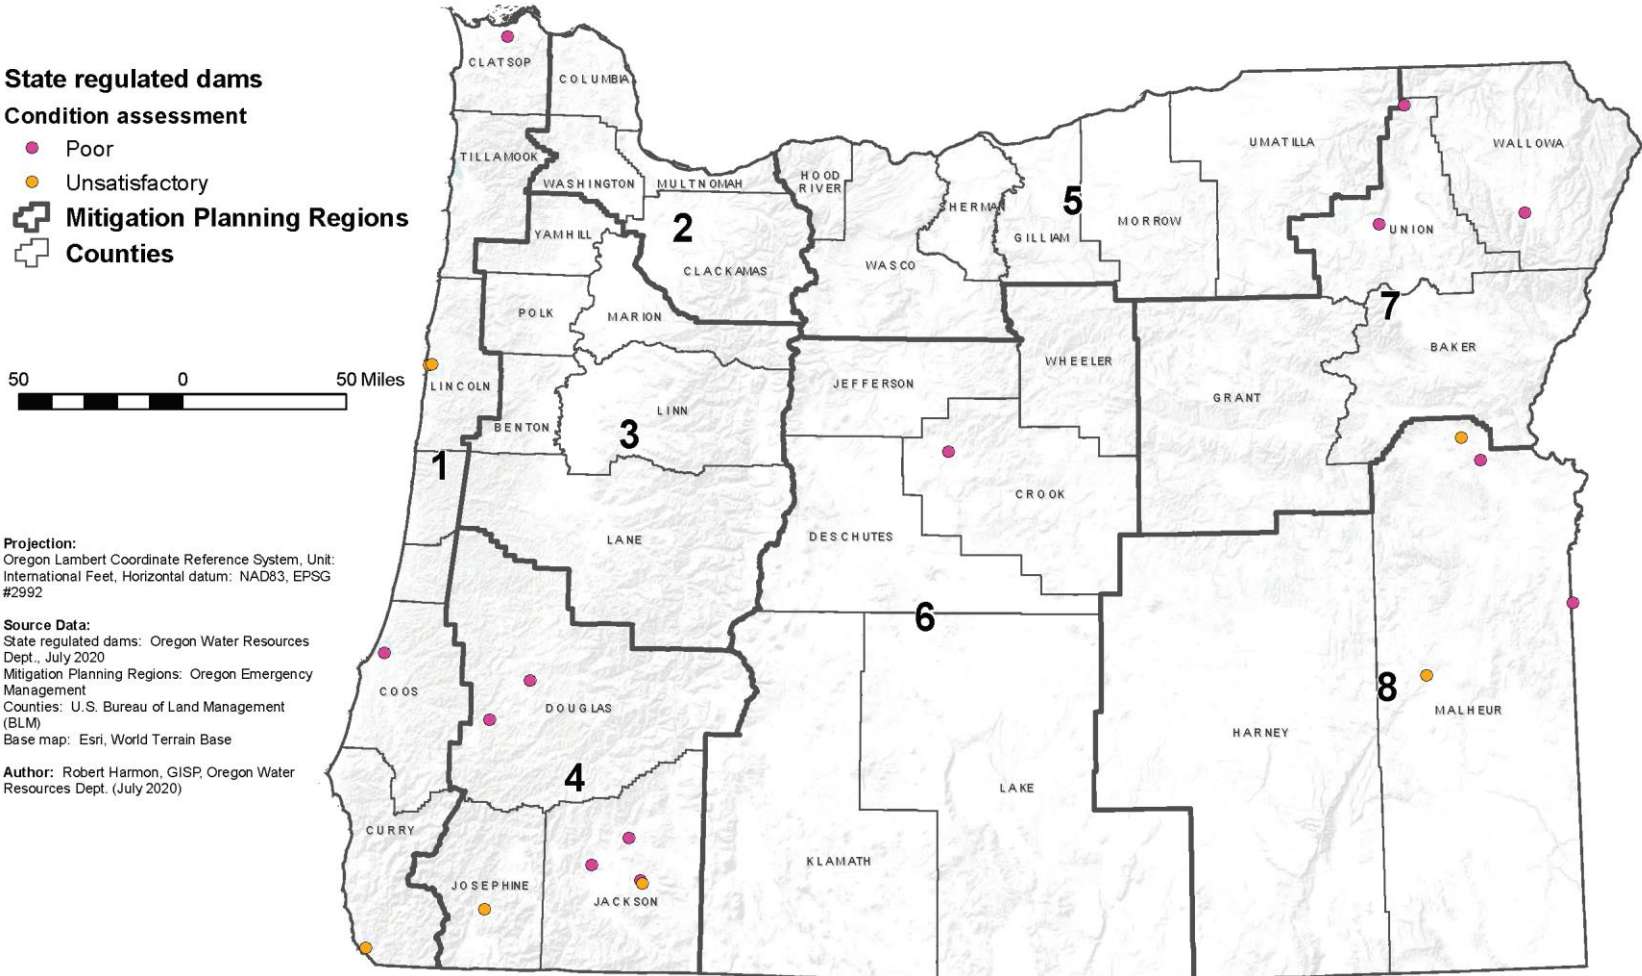 State regulated dams
Condition assessment
Poor
Unsatisfactory
Mitigation Planning Regions
Counties
50 0 50 Miles
Projection:
Oregon Lambert Coordinate Reference System, Unit:
International Feet, Horizontal datum: NAD83, EPSG
#2992
Source Data:
State regulated dams: Oregon Water Resources
Dept., July 2020
Mitigation Planning Regions: Oregon Emergency
Management
Counties: U.S. Bureau of Land Management
(BLM)
Base map: Esri, World Terrain Base
Author: Robert Harmon, GISP, Oregon Water
Resources Dept. (July 2020)
CLATSOP
COLUMBIA
TILLAMOOK
WASHINGTON
MULTNOMAH
HOOD
RIVER
UMATILLA
WALLOWA
SHERMAN
5
MORROW
2
YAMHILL
GILLIAM
UNION
CLACKAMAS
WASCO
7
POLK
MARION
BAKER
WHEELER
LINCOLN
JEFFERSON
GRANT
LINN
BENTON
3
1
CROOK
LANE
DESCHUTES
6
COOS
DOUGLAS
8
MALHEUR
HARNEY
4
LAKE
CURRY
KLAMATH
JOSEPHINE
JACKSON